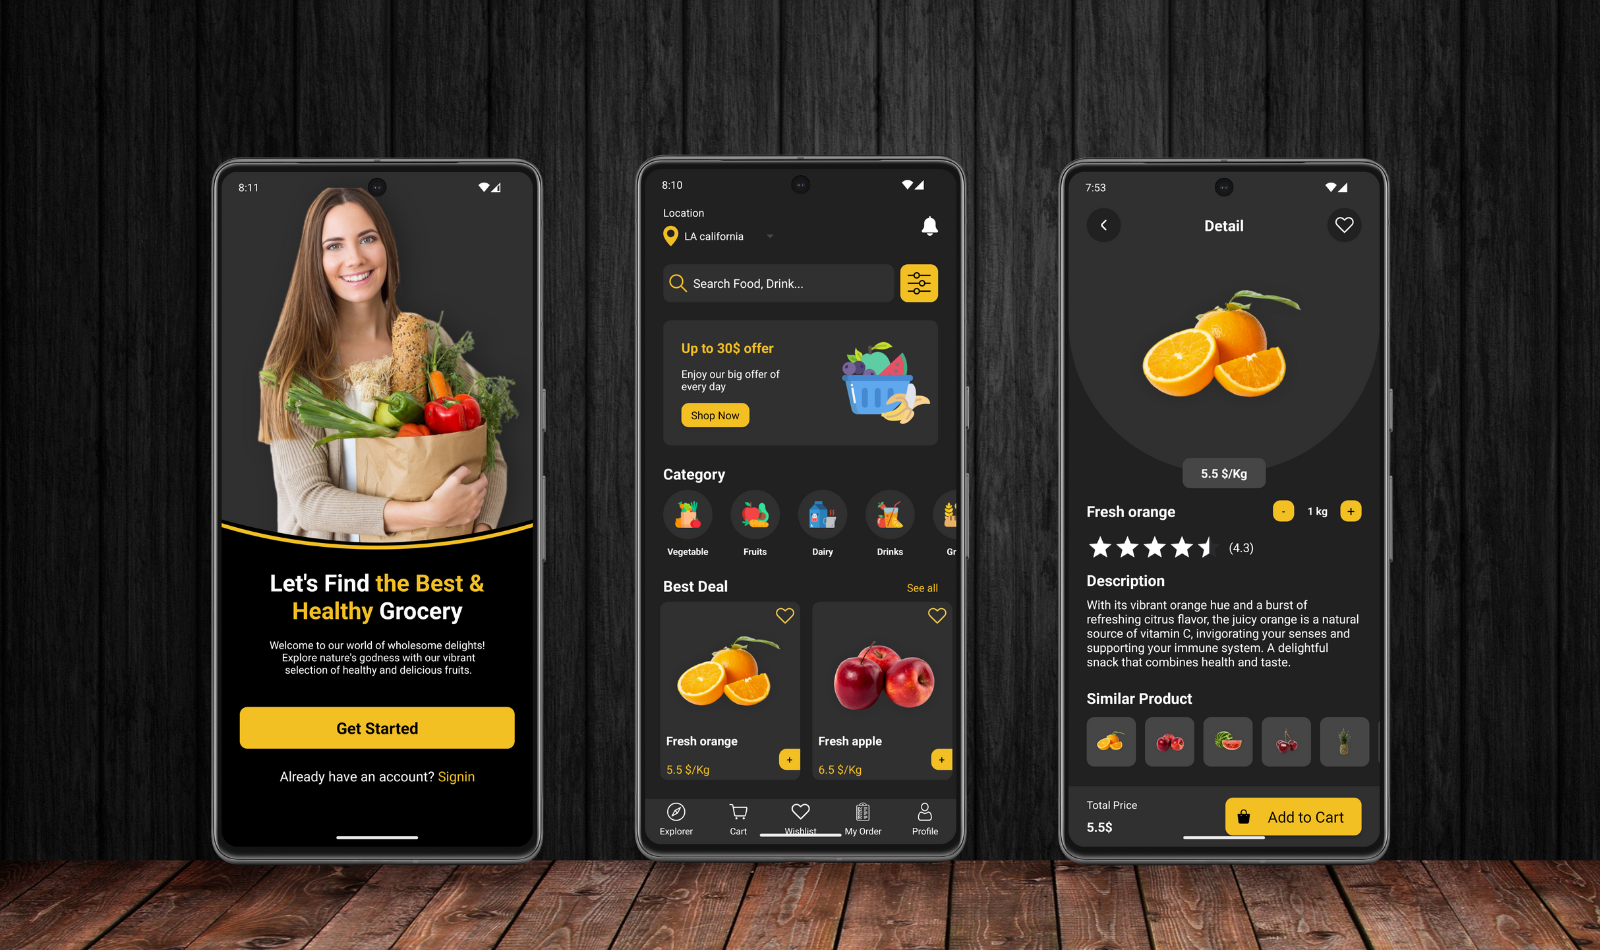 8:11
Let's Find the Best &
Healthy Grocery
Welcome to our world of wholesome delights!
Explore nature's godness with our vibrant
selection of healthy and delicious fruits.
Get Started
Already have an account? Signin
8:10
Location
LA california
Search Food, Drink...
Up to 30$ offer
Enjoy our big offer of
every day
Shop Now
Category
Vegetable Fruits Dairy Drinks Gr
Best Deal See all
Fresh orange Fresh apple
5.5 $/Kg + 6.5 $/Kg +
Explorer Cart Wishlist My Order Profile
7:53
Detail
5.5 $/Kg
Fresh orange - 1 kg +
(4.3)
Description
With its vibrant orange hue and a burst of
refreshing citrus flavor, the juicy orange is a natural
source of vitamin C, invigorating your senses and
supporting your immune system. A delightful
snack that combines health and taste.
Similar Product
Total Price
5.5$
Add to Cart